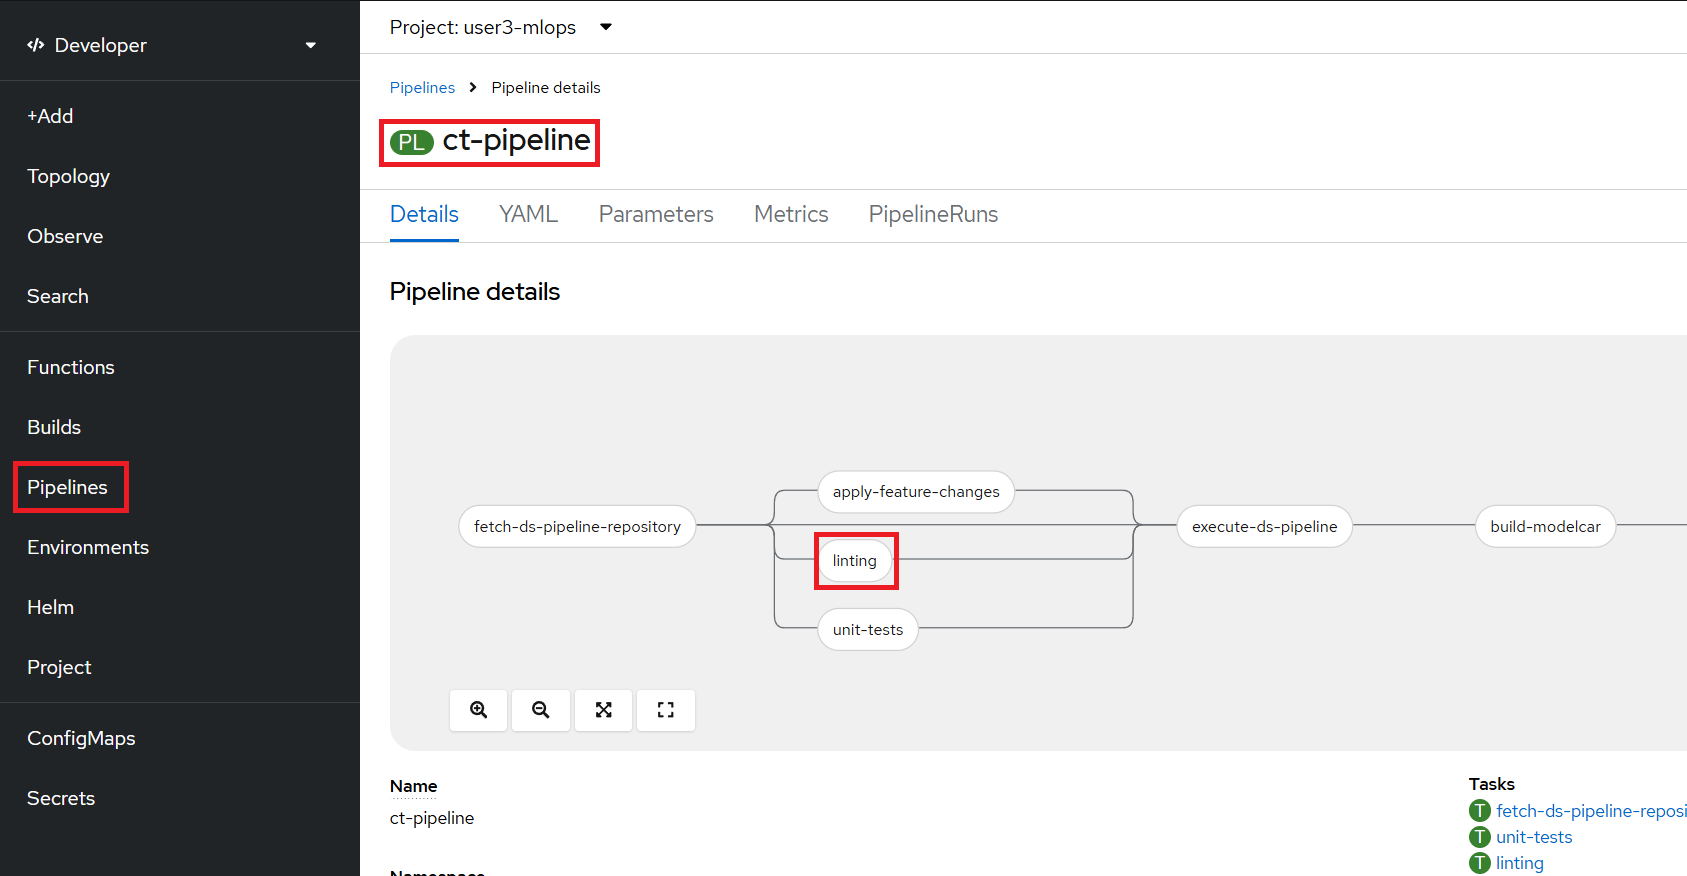 Developer
+Add
Topology
Observe
Search
Functions
Builds
Pipelines
Environments
Helm
Project
ConfigMaps
Secrets
Project: user3-mlops
Pipelines > Pipeline details
PL ct-pipeline
Details YAML Parameters Metrics PipelineRuns
Pipeline details
apply-feature-changes
fetch-ds-pipeline-repository execute-ds-pipeline build-modelcar
linting
unit-tests
Name
ct-pipeline
Namespace
Tasks
T fetch-ds-pipeline-reposi
T unit-tests
T linting